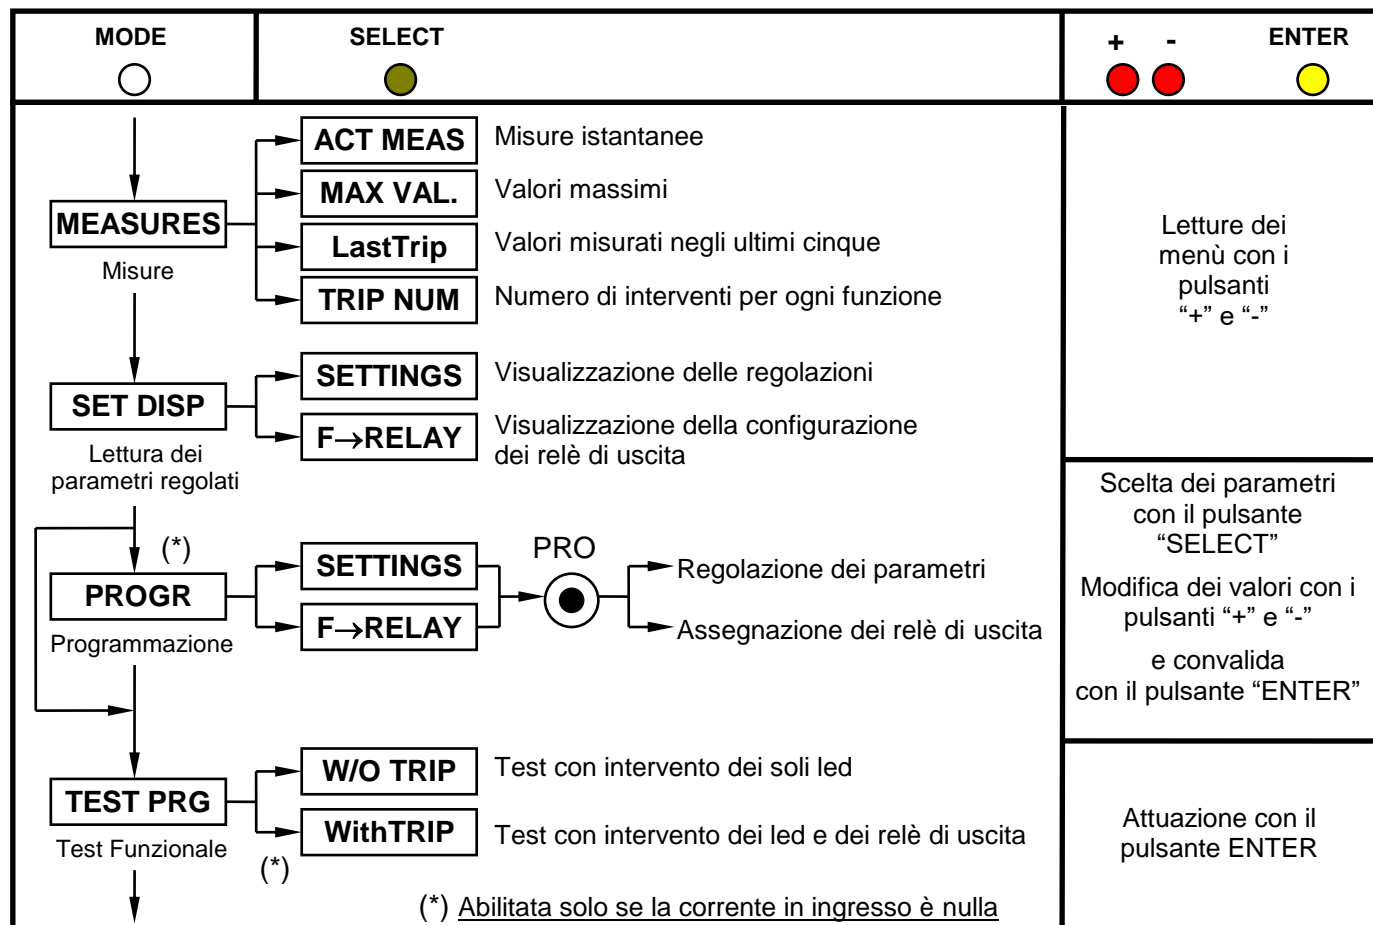 MODE
SELECT
+ -
ENTER
ACT MEAS
Misure istantanee
MAX VAL.
Valori massimi
MEASURES
Misure
LastTrip
Valori misurati negli ultimi cinque
TRIP NUM
Numero di interventi per ogni funzione
Letture dei
menù con i
pulsanti
“+” e “-”
SETTINGS
Visualizzazione delle regolazioni
SET DISP
F→RELAY
Visualizzazione della configurazione
dei relè di uscita
Lettura dei
parametri regolati
(*)
SETTINGS
PRO
Regolazione dei parametri
PROGR
F→RELAY
Assegnazione dei relè di uscita
Programmazione
Scelta dei parametri
con il pulsante
“SELECT”
Modifica dei valori con i
pulsanti “+” e “-”
e convalida
con il pulsante “ENTER”
W/O TRIP
Test con intervento dei soli led
TEST PRG
WithTRIP
Test con intervento dei led e dei relè di uscita
Test Funzionale
(*)
Attuazione con il
pulsante ENTER
(*) Abilitata solo se la corrente in ingresso è nulla